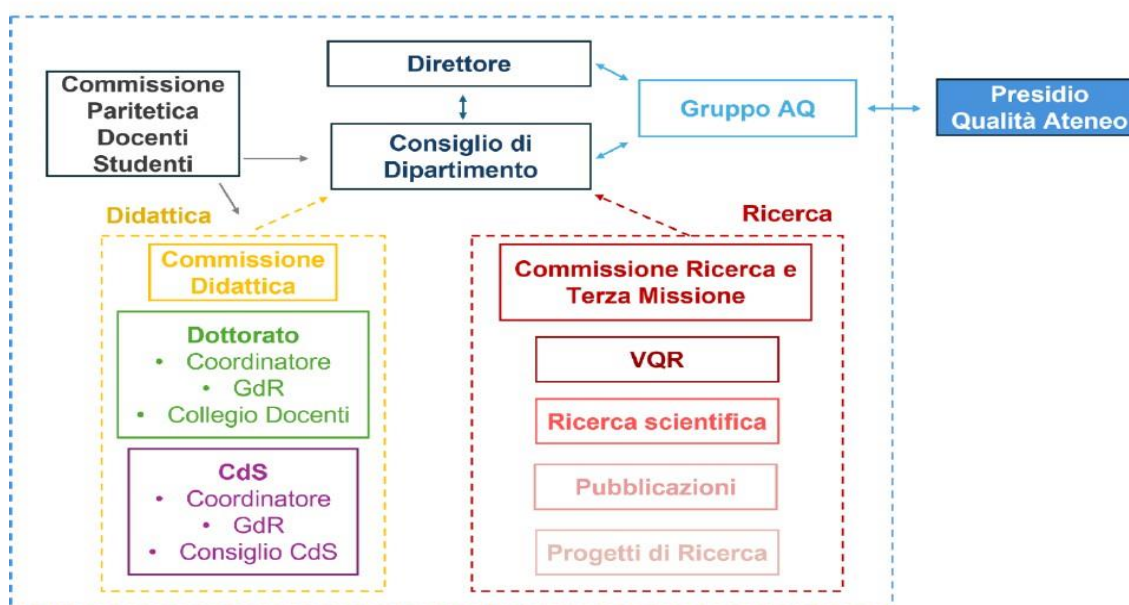 Commissione
Paritetica
Docenti
Studenti
Direttore
Consiglio di
Dipartimento
Gruppo AQ
Presidio
Qualità Ateneo
Didattica
Commissione
Didattica
Dottorato
• Coordinatore
• GdR
• Collegio Docenti
CdS
• Coordinatore
• GdR
• Consiglio CdS
Ricerca
Commissione Ricerca e
Terza Missione
VQR
Ricerca scientifica
Pubblicazioni
Progetti di Ricerca